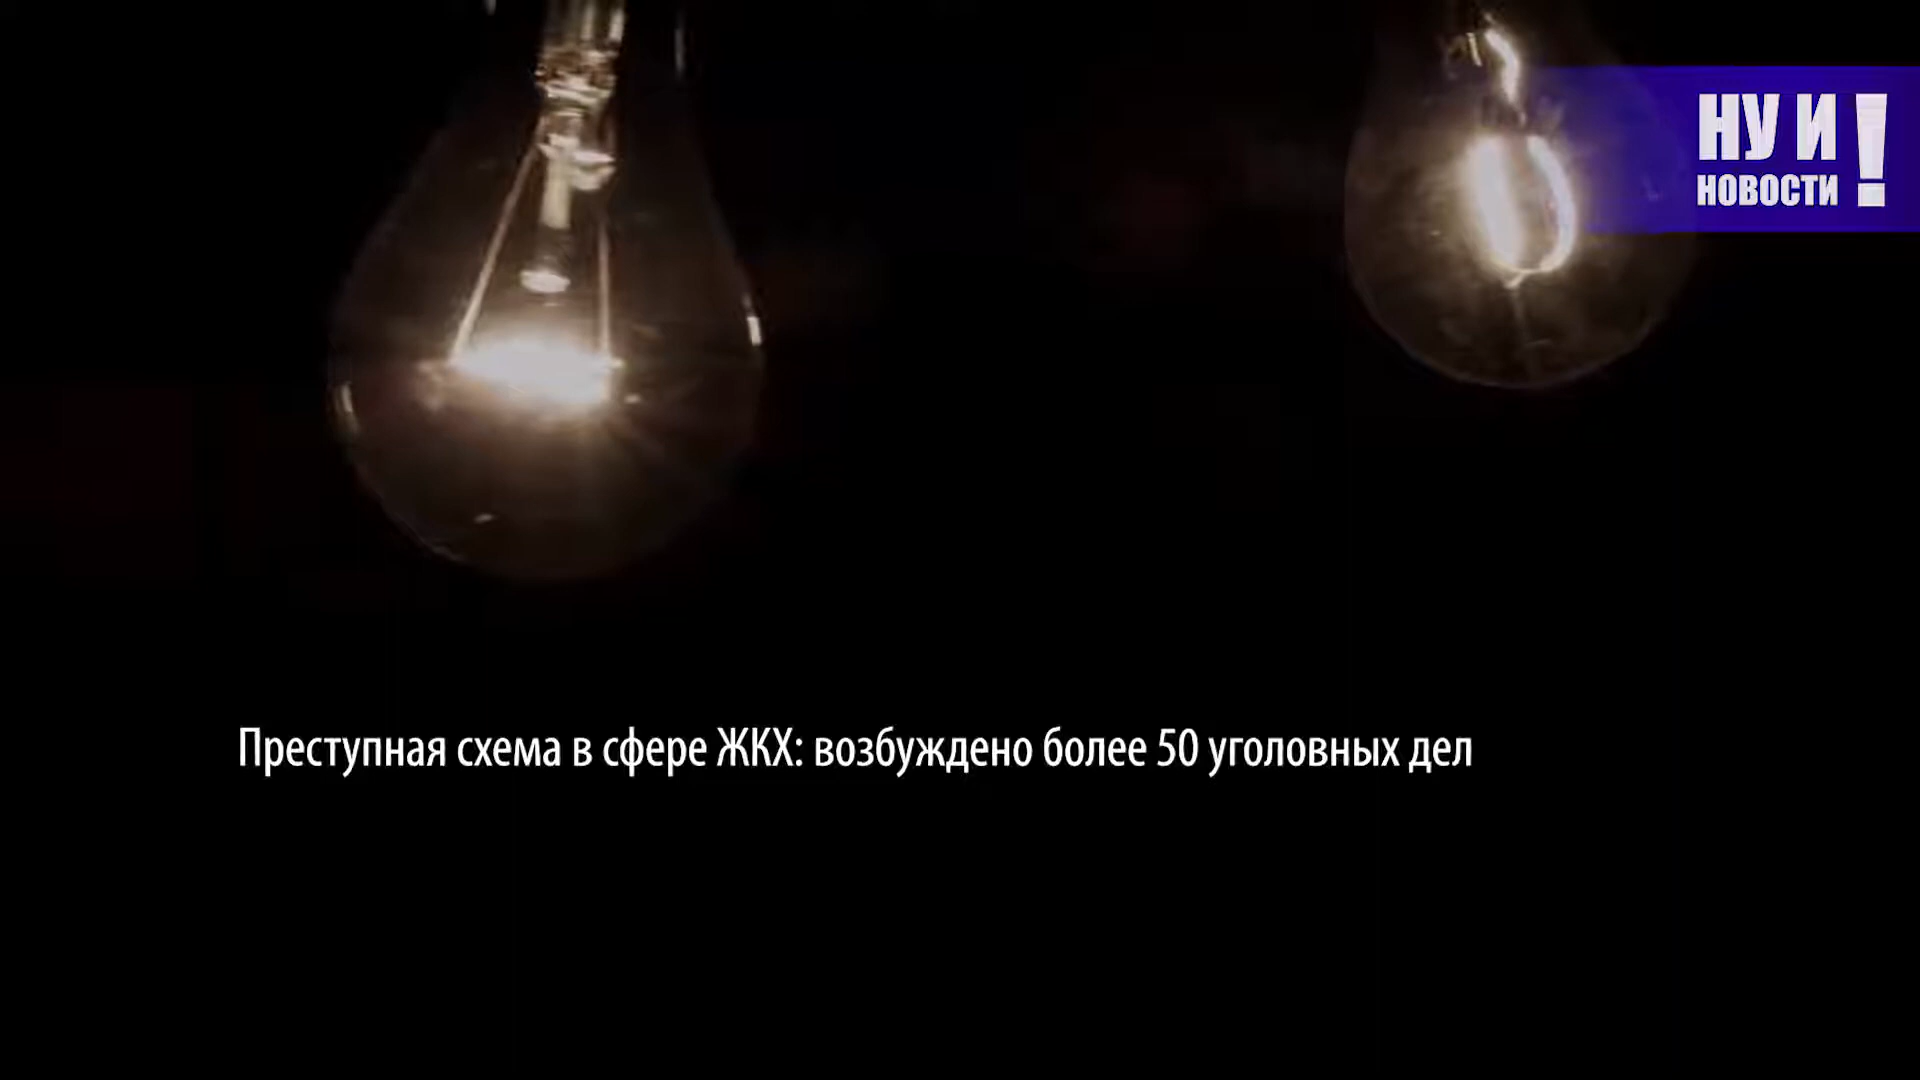 НУ И !
НОВОСТИ
Преступная схема в сфере ЖКХ: возбуждено более 50 уголовных дел